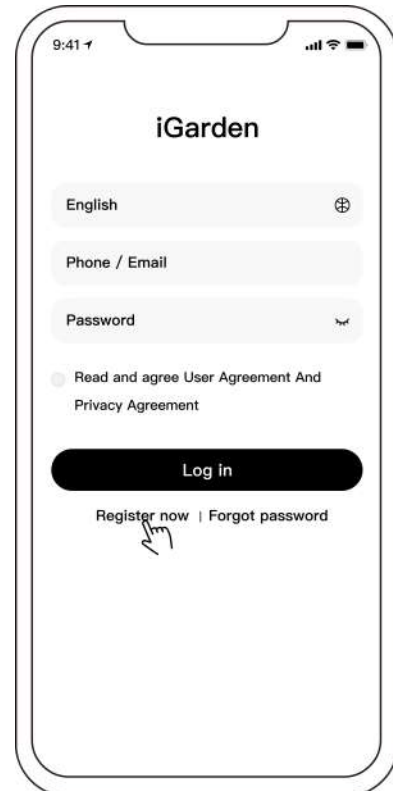 9:41
iGarden
English
Phone / Email
Password
Read and agree User Agreement And
Privacy Agreement
Log in
Register now | Forgot password